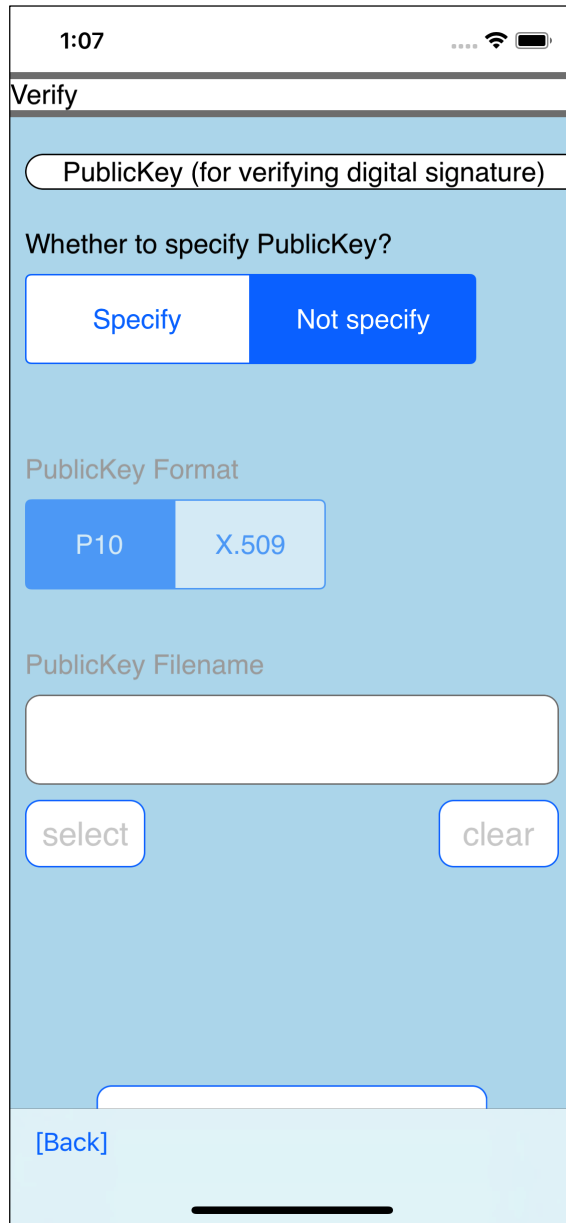 1:07
Verify
PublicKey (for verifying digital signature)
Whether to specify PublicKey?
Specify Not specify
PublicKey Format
P10 X.509
PublicKey Filename
select clear
[Back]